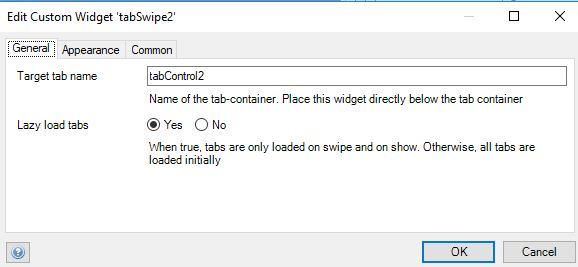 Edit Custom Widget 'tabSwipe2'
General Appearance Common
Target tab name tabControl2
Name of the tab-container. Place this widget directly below the tab container
Lazy load tabs Yes No
When true, tabs are only loaded on swipe and on show. Otherwise, all tabs are
loaded initially
OK Cancel